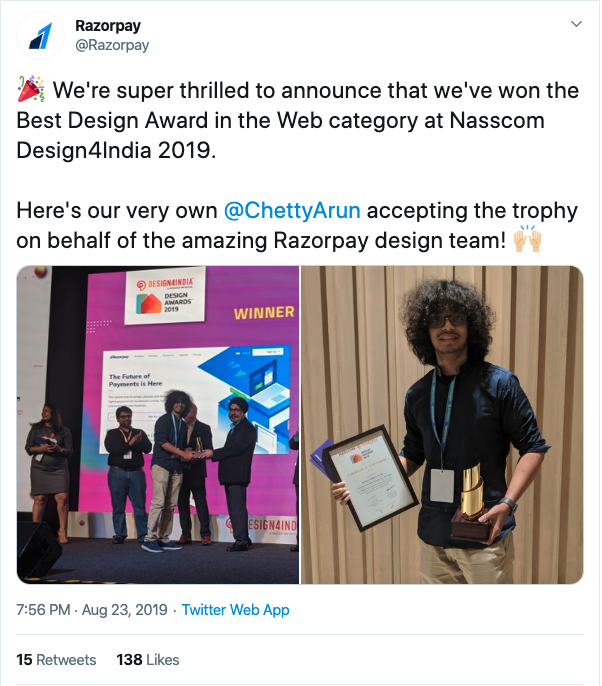 Razorpay
@Razorpay
🎉 We're super thrilled to announce that we've won the
Best Design Award in the Web category at Nasscom
Design4India 2019.
Here's our very own @ChettyArun accepting the trophy
on behalf of the amazing Razorpay design team! 🙌🏼
DESIGN4INDIA
DESIGN
AWARDS
2019
WINNER
Razorpay
The Future of
Payments is Here
ESIGN4IND
7:56 PM · Aug 23, 2019 · Twitter Web App
15 Retweets 138 Likes